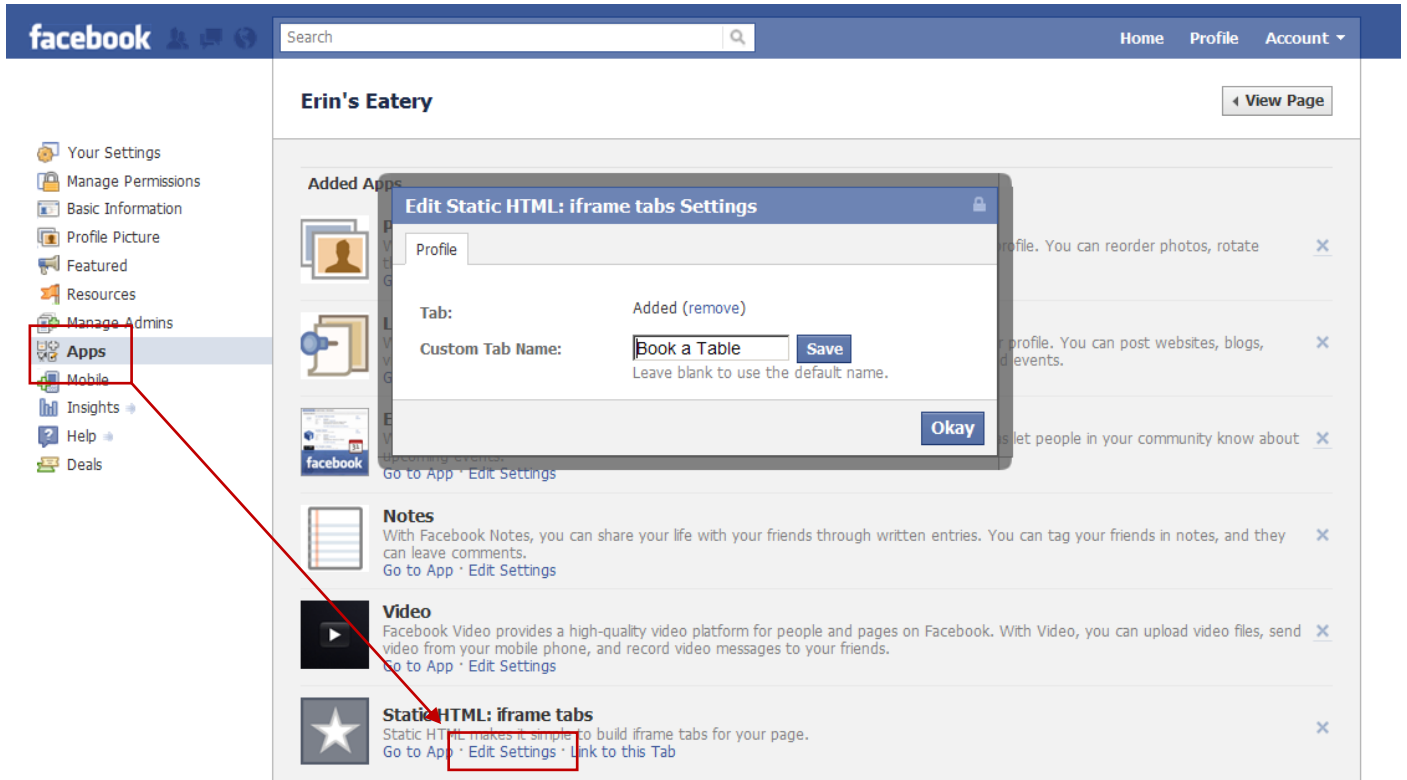 facebook
Search
Home Profile Account
Erin's Eatery
View Page
Your Settings
Manage Permissions
Basic Information
Profile Picture
Featured
Resources
Manage Admins
Apps
Mobile
Insights
Help
Deals
Added Apps
Edit Static HTML: iframe tabs Settings
Profile
Tab: Added (remove)
Custom Tab Name: Book a Table Save
Leave blank to use the default name.
Okay
profile. You can reorder photos, rotate
profile. You can post websites, blogs,
events.
let people in your community know about
upcoming events.
Go to App · Edit Settings
facebook
31
Notes
With Facebook Notes, you can share your life with your friends through written entries. You can tag your friends in notes, and they
can leave comments.
Go to App · Edit Settings
Video
Facebook Video provides a high-quality video platform for people and pages on Facebook. With Video, you can upload video files, send
video from your mobile phone, and record video messages to your friends.
Go to App · Edit Settings
Static HTML: iframe tabs
Static HTML makes it simple to build iframe tabs for your page.
Go to App · Edit Settings · Link to this Tab